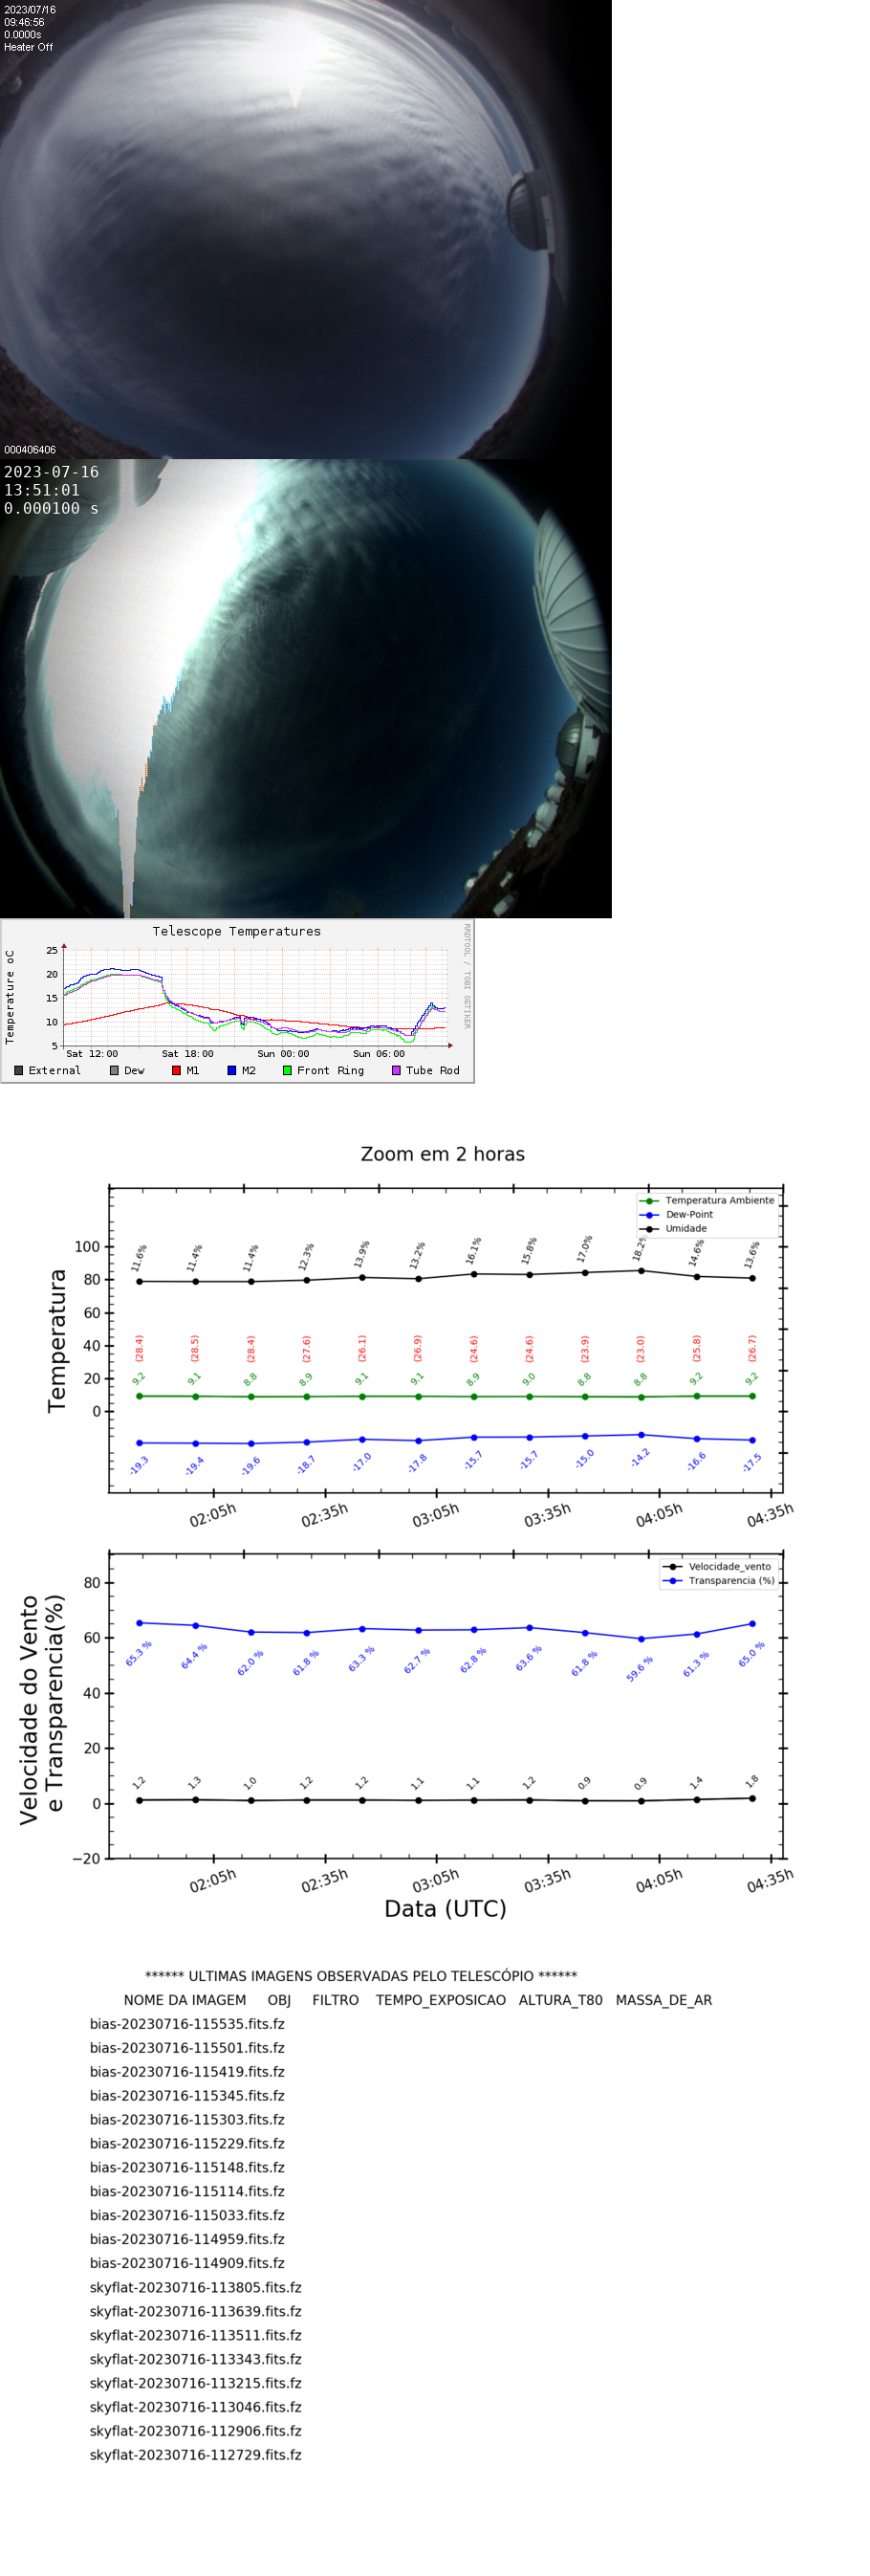 2023/07/16
09:46:56
0.0000s
Heater Off
000406406
2023-07-16
13:51:01
0.000100 s
Telescope Temperatures
RRDTOOL / TOBI OETIKER
Temperature oC
25
20
15
10
5
Sat 12:00 Sat 18:00 Sun 00:00 Sun 06:00
External Dew M1 M2 Front Ring Tube Rod
Zoom em 2 horas
Temperatura Ambiente
Dew-Point
Umidade
Temperatura
100
80
60
40
20
0
11.6% 11.4% 11.4% 12.3% 13.9% 13.2% 16.1% 15.8% 17.0% 18.2% 14.6% 13.6%
(28.4) (28.5) (28.4) (27.6) (26.1) (26.9) (24.6) (24.6) (23.9) (23.0) (25.8) (26.7)
9.2 9.1 8.8 8.9 9.1 9.1 8.9 9.0 8.8 8.8 9.2 9.2
-19.3 -19.4 -19.6 -18.7 -17.0 -17.8 -15.7 -15.7 -15.0 -14.2 -16.6 -17.5
02:05h 02:35h 03:05h 03:35h 04:05h 04:35h
Velocidade_vento
Transparencia (%)
Velocidade do Vento
e Transparencia(%)
80
60
40
20
0
−20
65.3 % 64.4 % 62.0 % 61.8 % 63.3 % 62.7 % 62.8 % 63.6 % 61.8 % 59.6 % 61.3 % 65.0 %
1.2 1.3 1.0 1.2 1.2 1.1 1.1 1.2 0.9 0.9 1.4 1.8
02:05h 02:35h 03:05h 03:35h 04:05h 04:35h
Data (UTC)
****** ULTIMAS IMAGENS OBSERVADAS PELO TELESCÓPIO ******
NOME DA IMAGEM OBJ FILTRO TEMPO_EXPOSICAO ALTURA_T80 MASSA_DE_AR
bias-20230716-115535.fits.fz
bias-20230716-115501.fits.fz
bias-20230716-115419.fits.fz
bias-20230716-115345.fits.fz
bias-20230716-115303.fits.fz
bias-20230716-115229.fits.fz
bias-20230716-115148.fits.fz
bias-20230716-115114.fits.fz
bias-20230716-115033.fits.fz
bias-20230716-114959.fits.fz
bias-20230716-114909.fits.fz
skyflat-20230716-113805.fits.fz
skyflat-20230716-113639.fits.fz
skyflat-20230716-113511.fits.fz
skyflat-20230716-113343.fits.fz
skyflat-20230716-113215.fits.fz
skyflat-20230716-113046.fits.fz
skyflat-20230716-112906.fits.fz
skyflat-20230716-112729.fits.fz